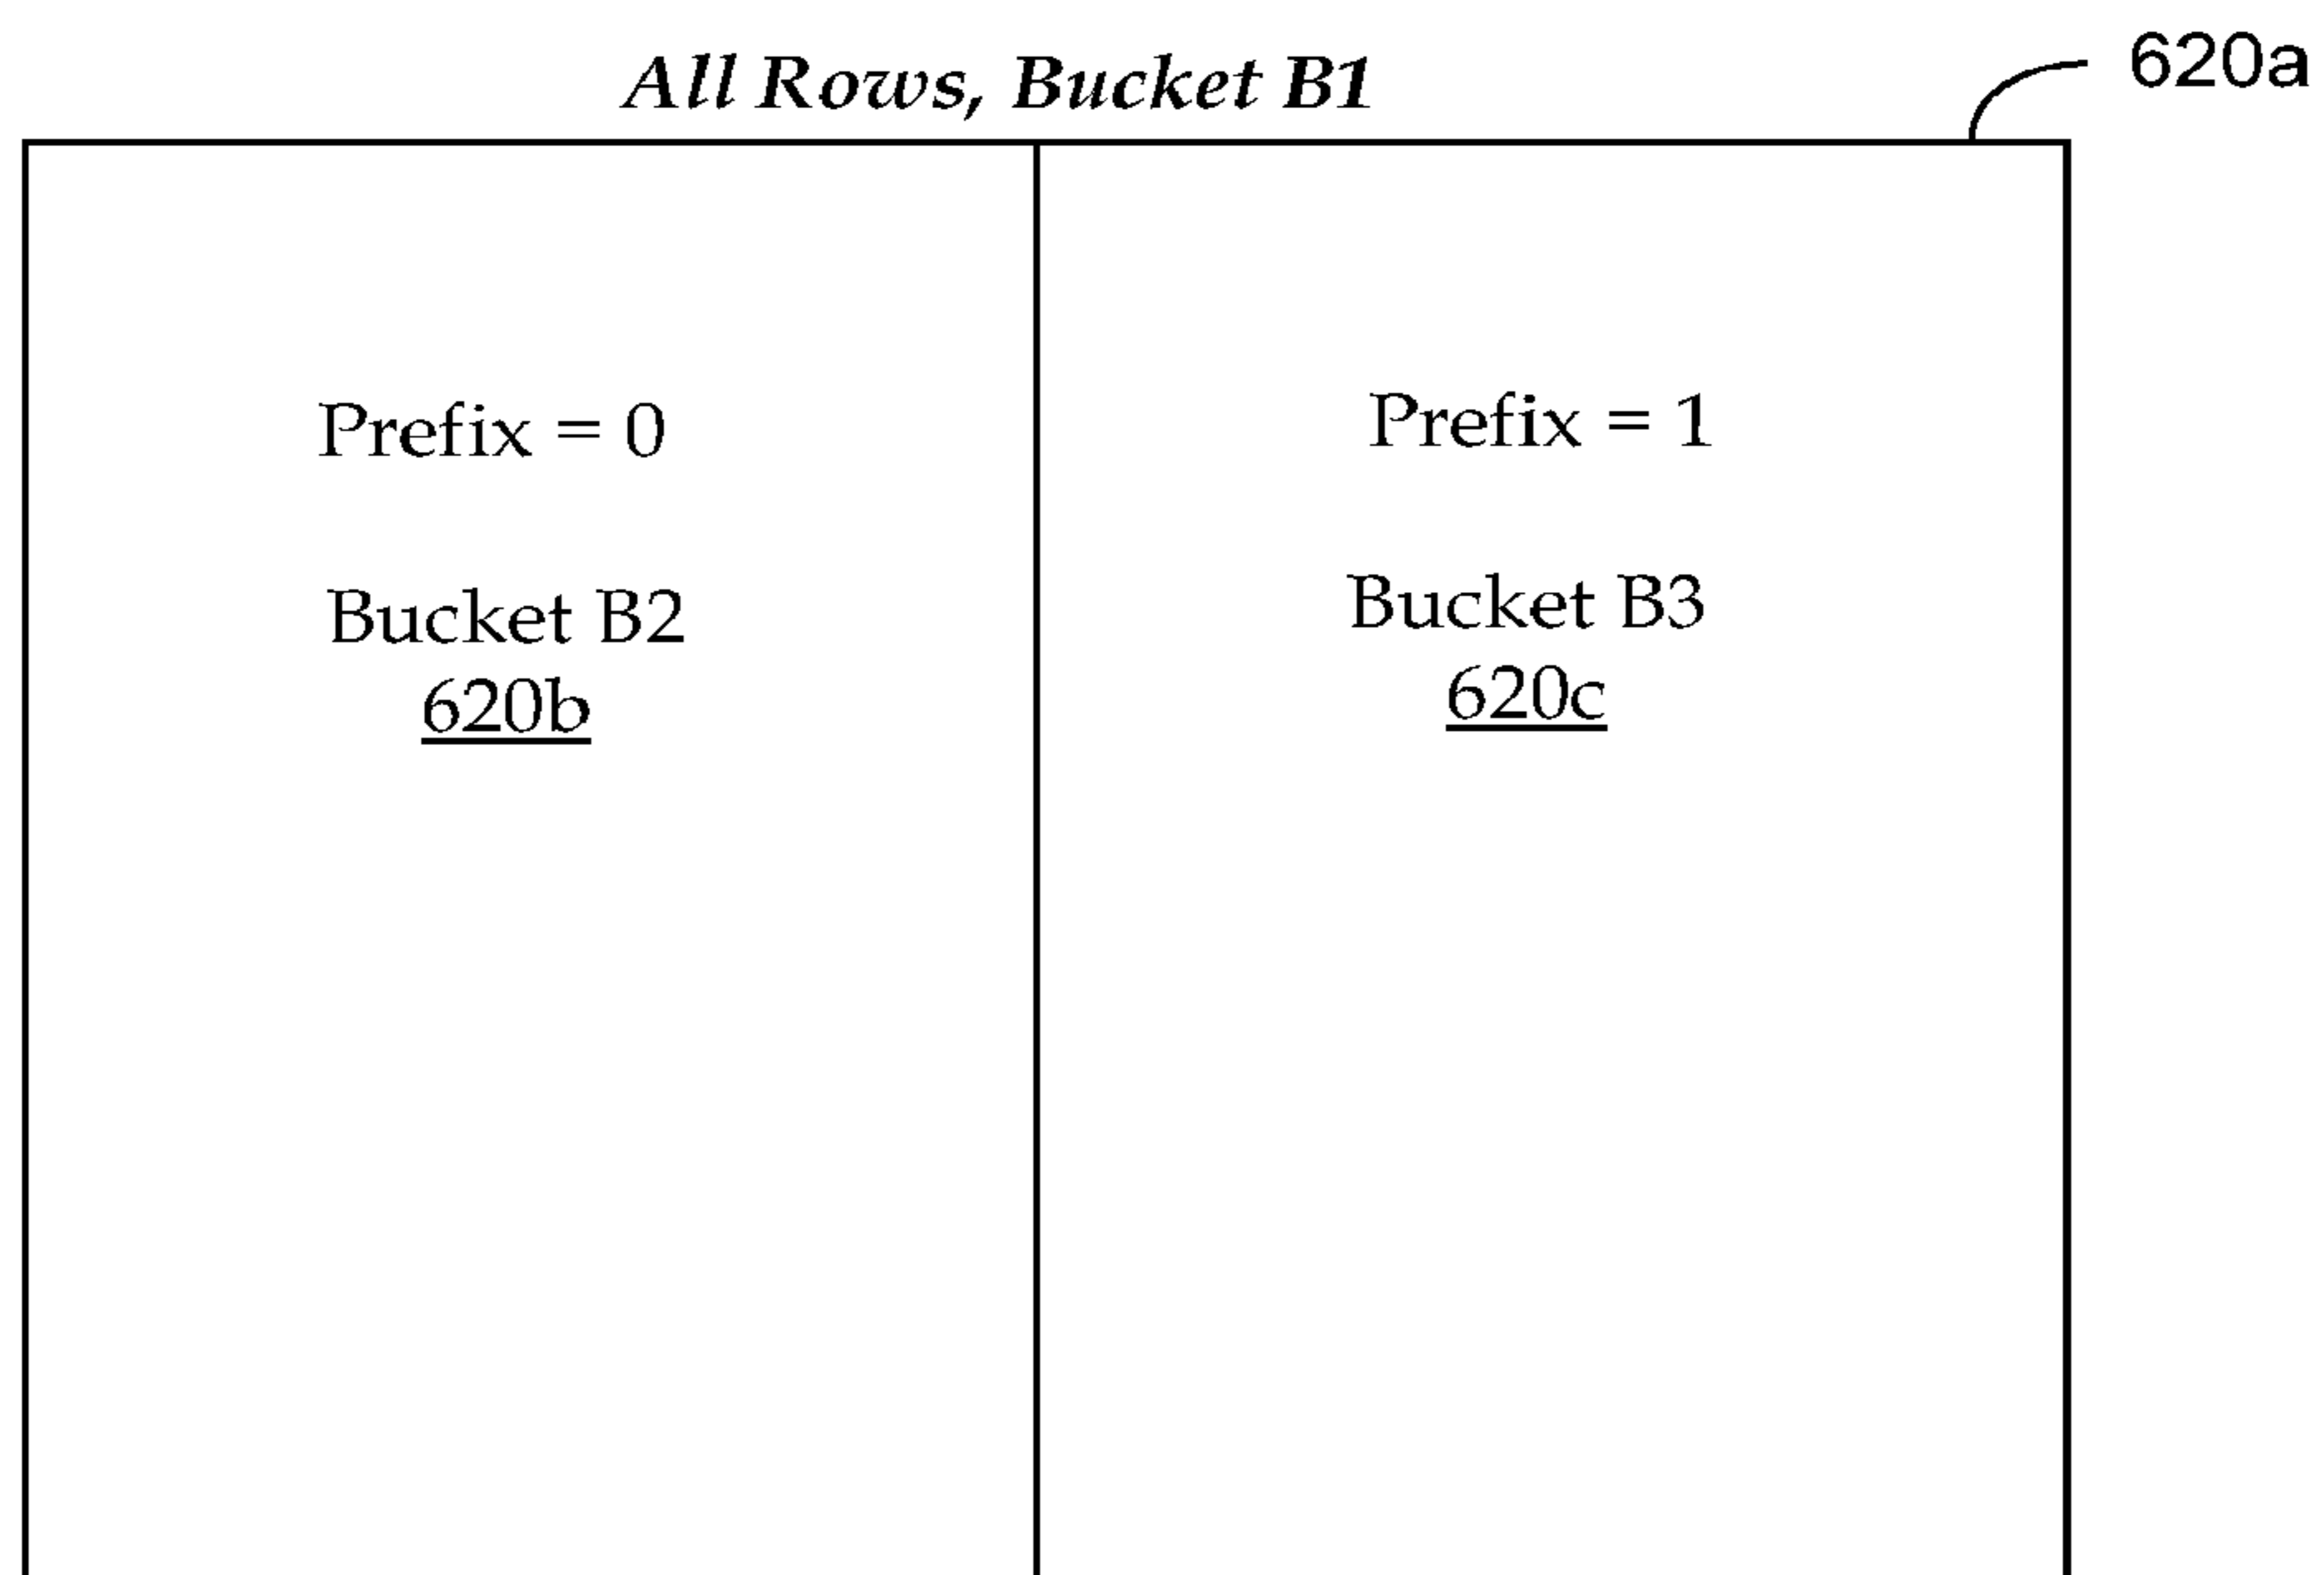 All Rows, Bucket B1
620a
Prefix = 0
Bucket B2
620b
Prefix = 1
Bucket B3
620c